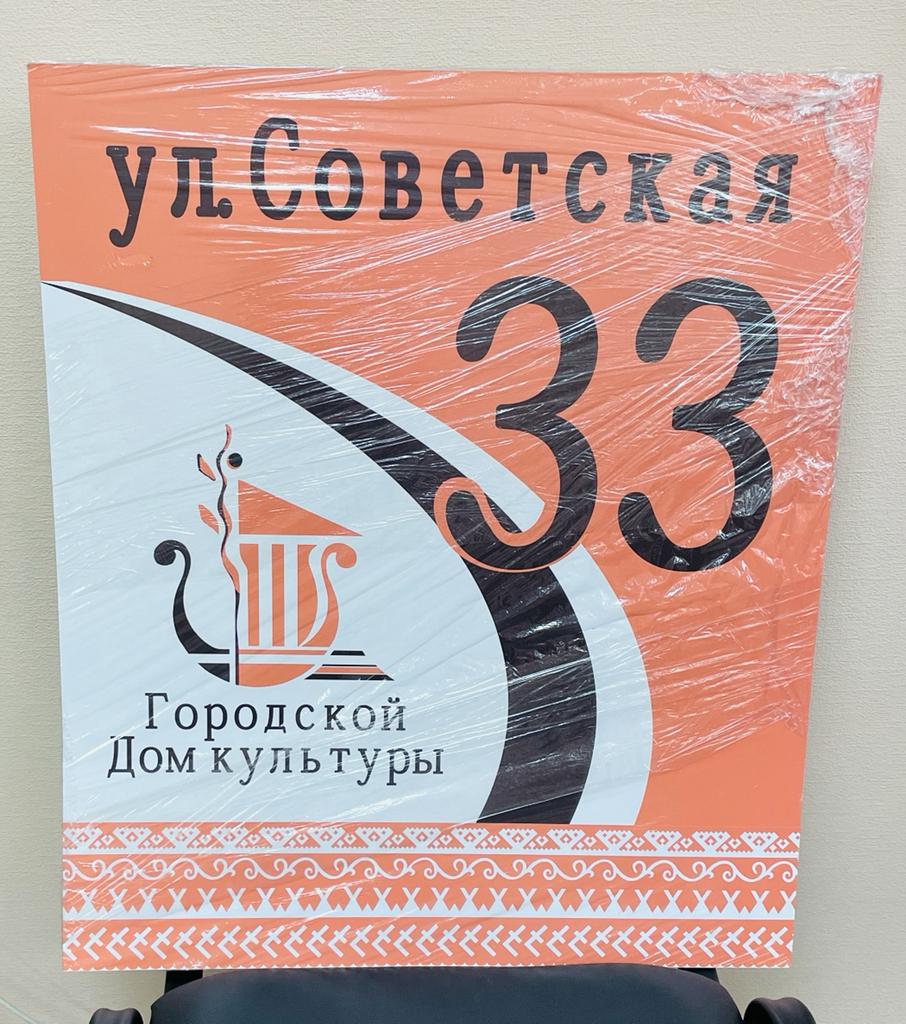 ул.Советская
33
Городской
Дом культуры